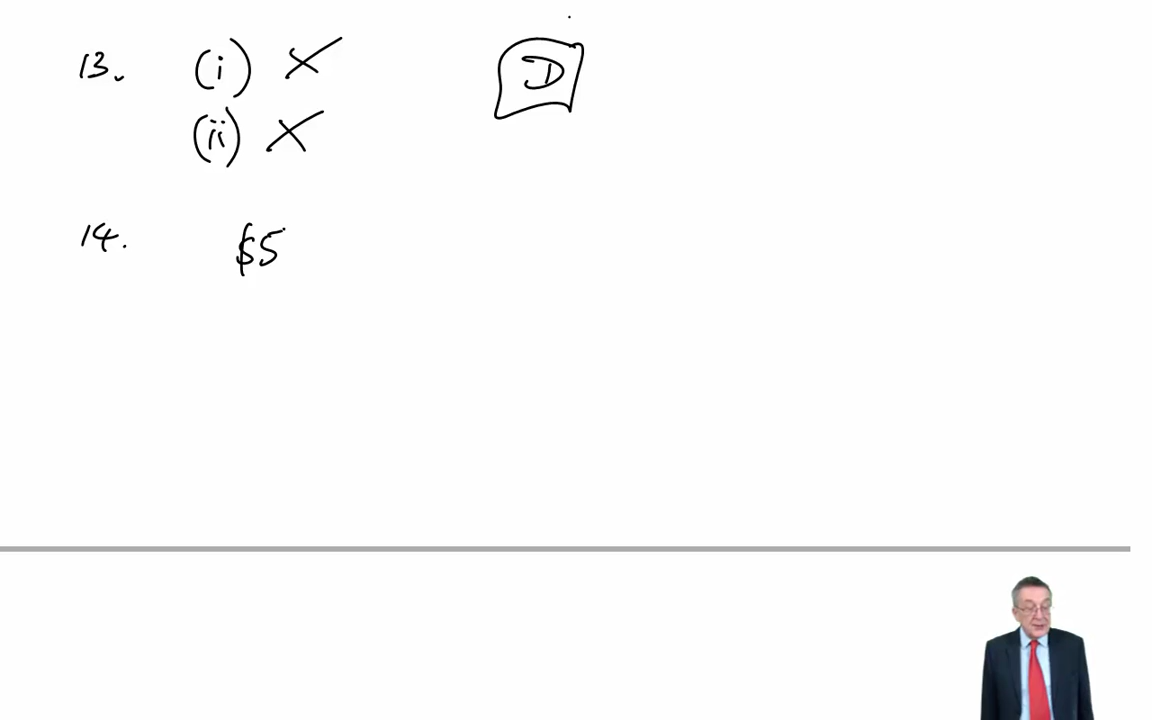 13. (i) ✗ D
(ii) ✗
14. $5